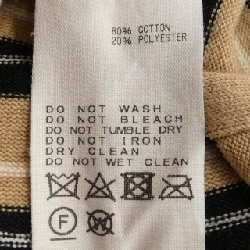 80% COTTON
20% POLYESTER
DO NOT WASH
DO NOT BLEACH
DO NOT TUMBLE DRY
DO NOT IRON
DRY CLEAN
DO NOT WET CLEAN
F W